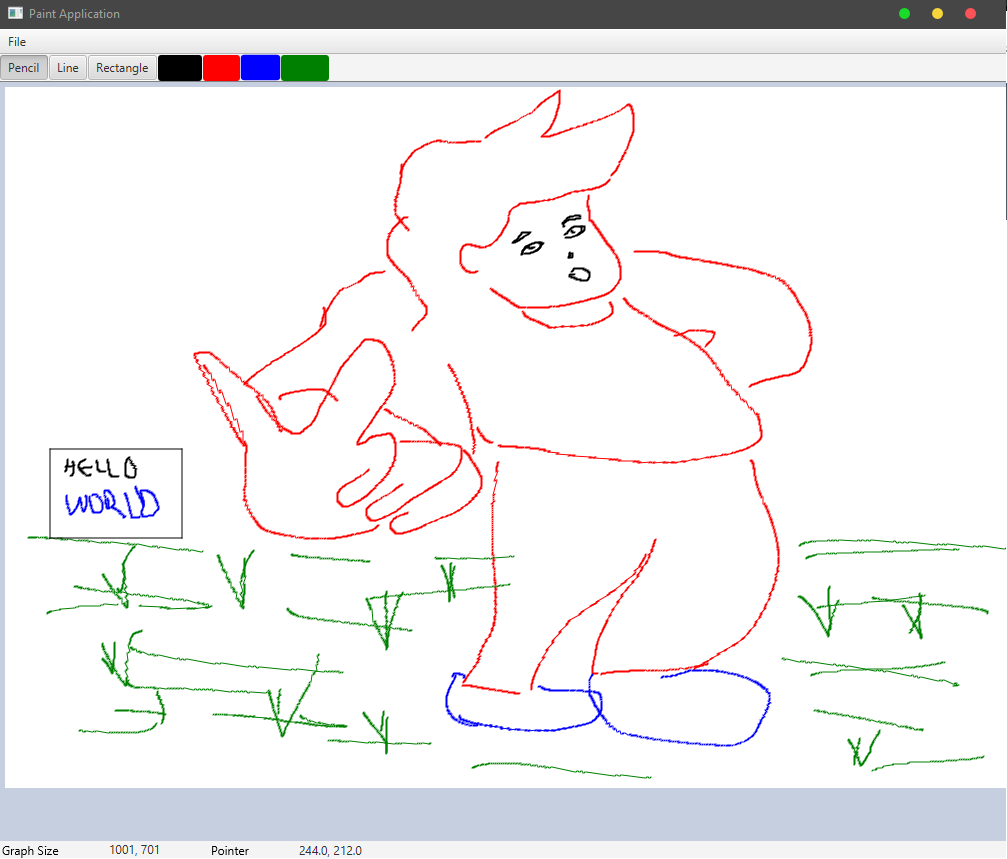 Paint Application
File
Pencil Line Rectangle
HELLO
WORLD
Graph Size 1001, 701 Pointer 244.0, 212.0